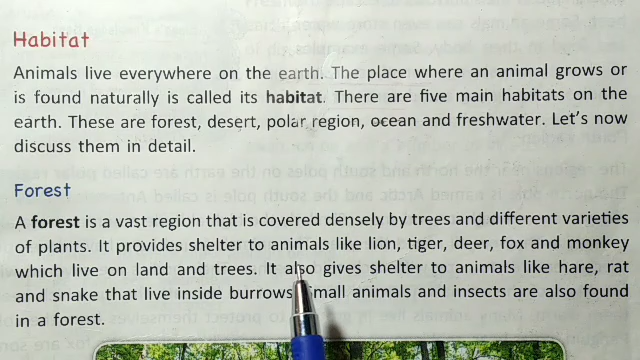 Habitat
Animals live everywhere on the earth. The place where an animal grows or
is found naturally is called its habitat. There are five main habitats on the
earth. These are forest, desert, polar region, ocean and freshwater. Let's now
discuss them in detail.
Forest
A forest is a vast region that is covered densely by trees and different varieties
of plants. It provides shelter to animals like lion, tiger, deer, fox and monkey
which live on land and trees. It also gives shelter to animals like hare, rat
and snake that live inside burrows. Small animals and insects are also found
in a forest.